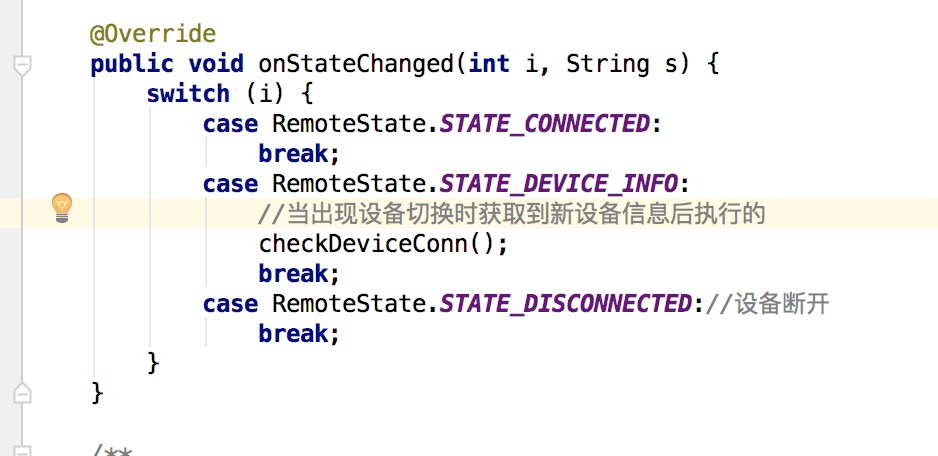 @Override
public void onStateChanged(int i, String s) {
switch (i) {
case RemoteState.STATE_CONNECTED:
break;
case RemoteState.STATE_DEVICE_INFO:
//当出现设备切换时获取到新设备信息后执行的
checkDeviceConn();
break;
case RemoteState.STATE_DISCONNECTED://设备断开
break;
}
}
/**